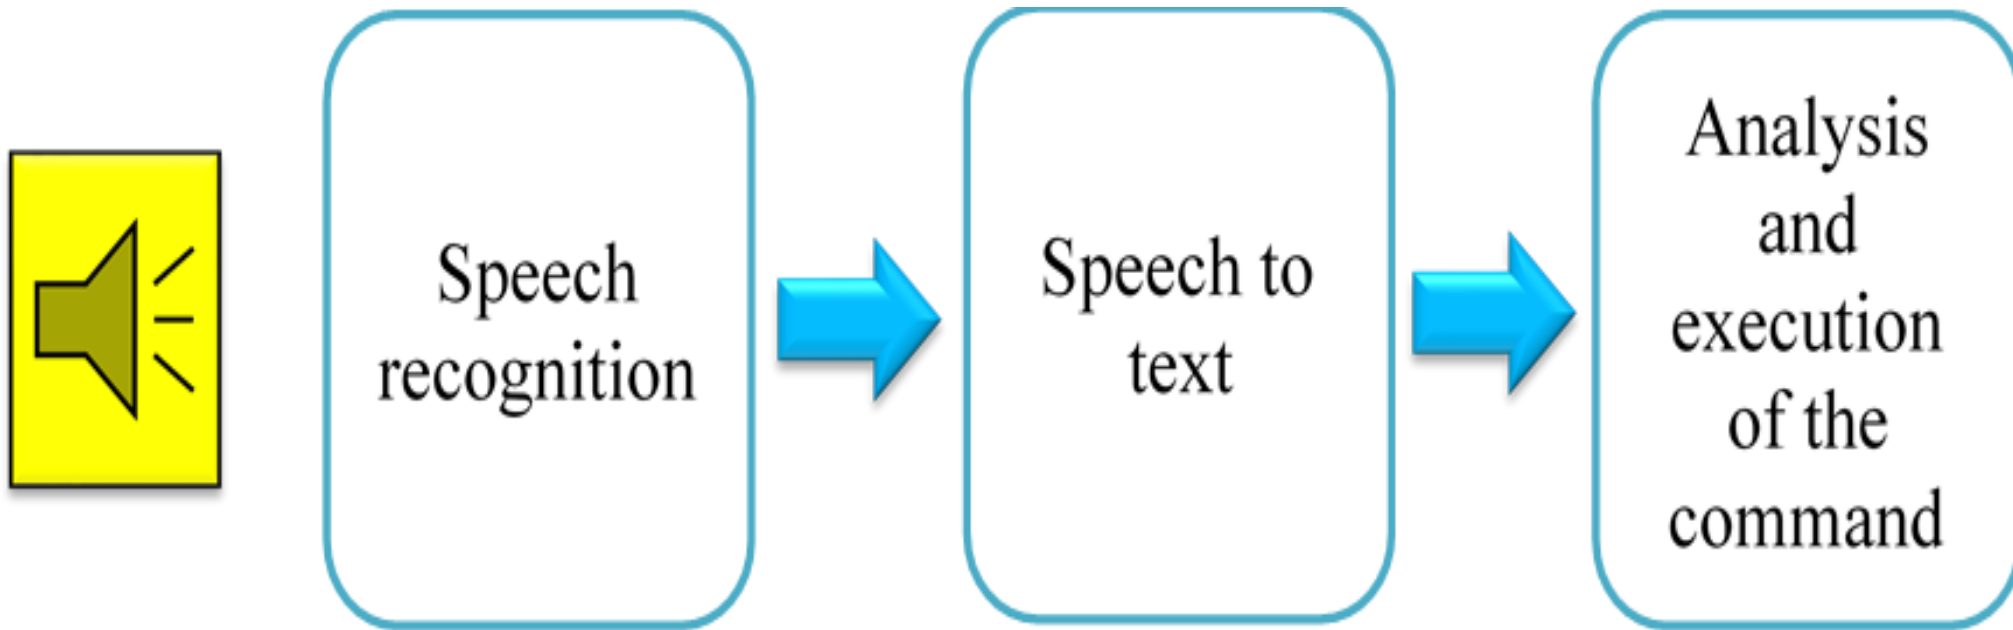 Speech
recognition
Speech to
text
Analysis
and
execution
of the
command